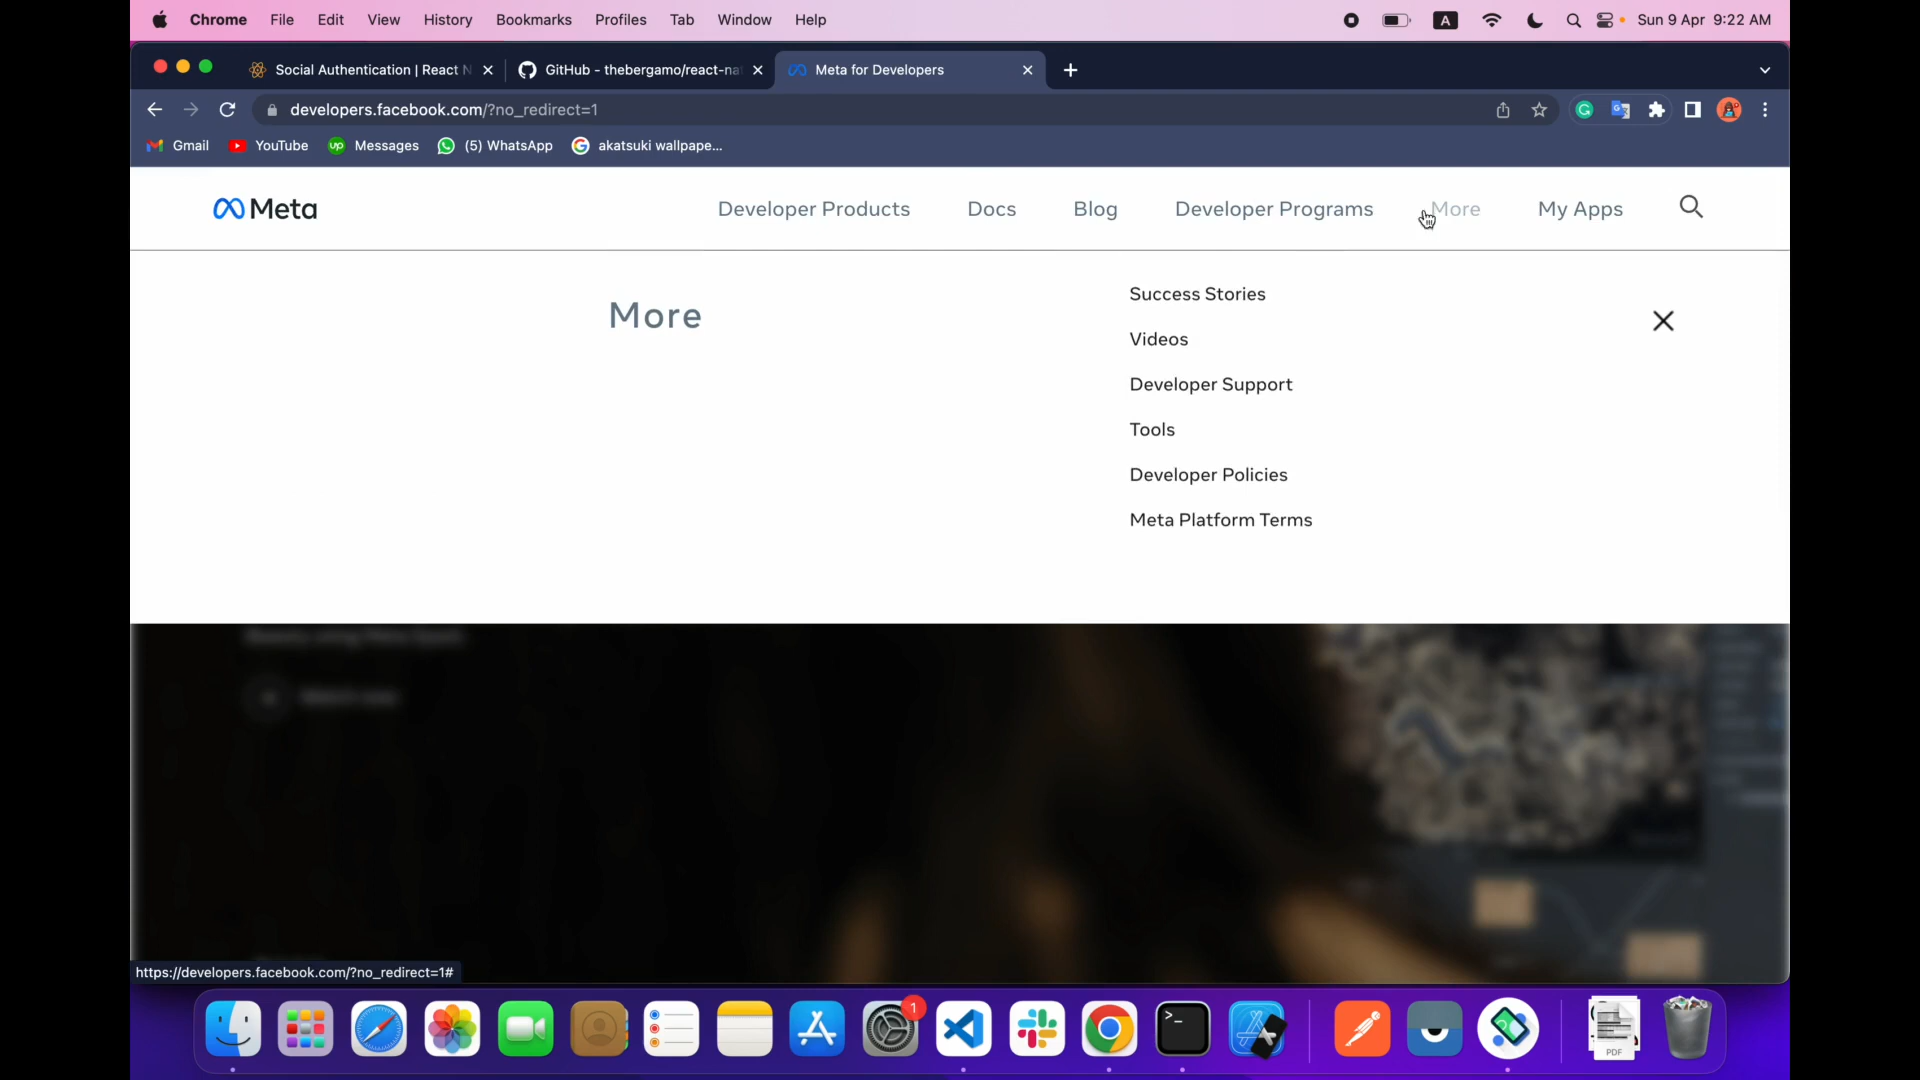 Chrome File Edit View History Bookmarks Profiles Tab Window Help A Sun 9 Apr 9:22 AM
Social Authentication | React N GitHub - thebergamo/react-nat Meta for Developers
developers.facebook.com/?no_redirect=1
Gmail YouTube up Messages (5) WhatsApp akatsuki wallpape...
Meta Developer Products Docs Blog Developer Programs More My Apps
More
Success Stories
Videos
Developer Support
Tools
Developer Policies
Meta Platform Terms
https://developers.facebook.com/?no_redirect=1#
1
>_
PDF